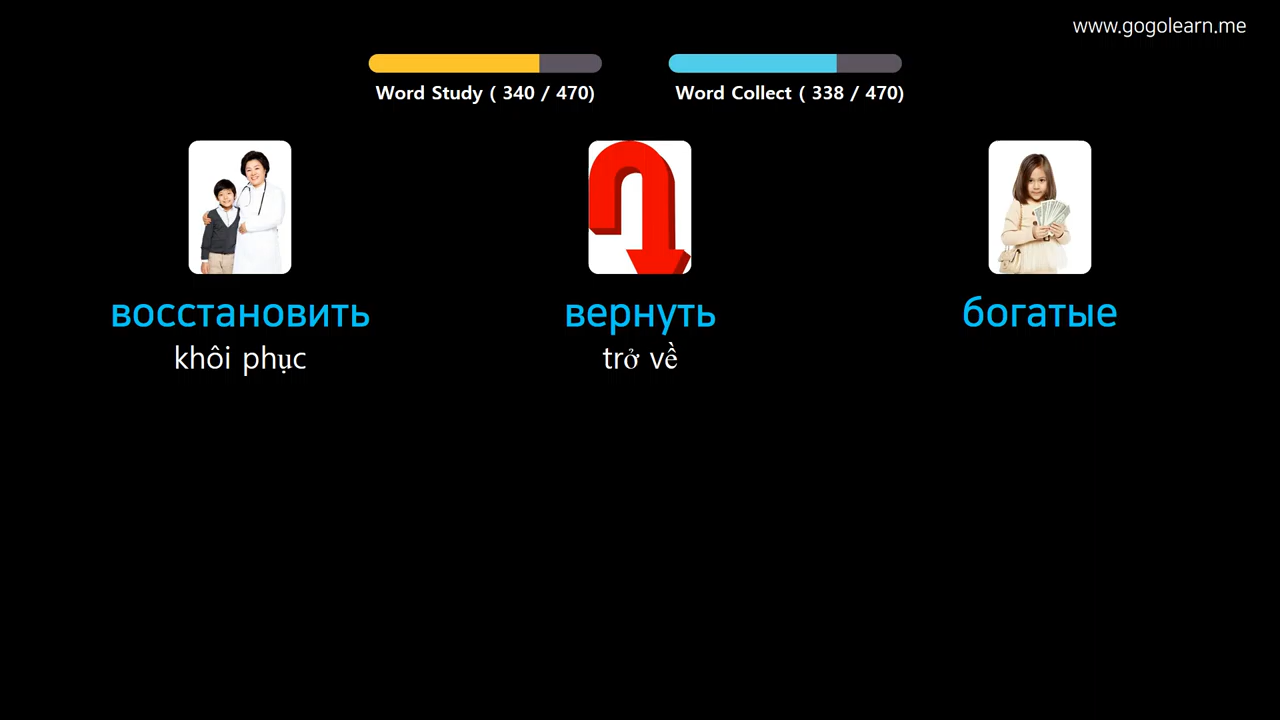 www.gogolearn.me
Word Study ( 340 / 470)
Word Collect ( 338 / 470)
восстановить
вернуть
богатые
khôi phục
trở về